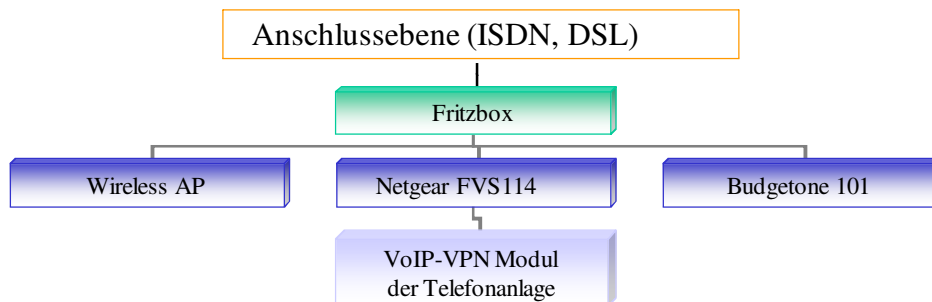 Anschlussebene (ISDN, DSL)
Fritzbox
Wireless AP
Netgear FVS114
Budgetone 101
VoIP-VPN Modul
der Telefonanlage